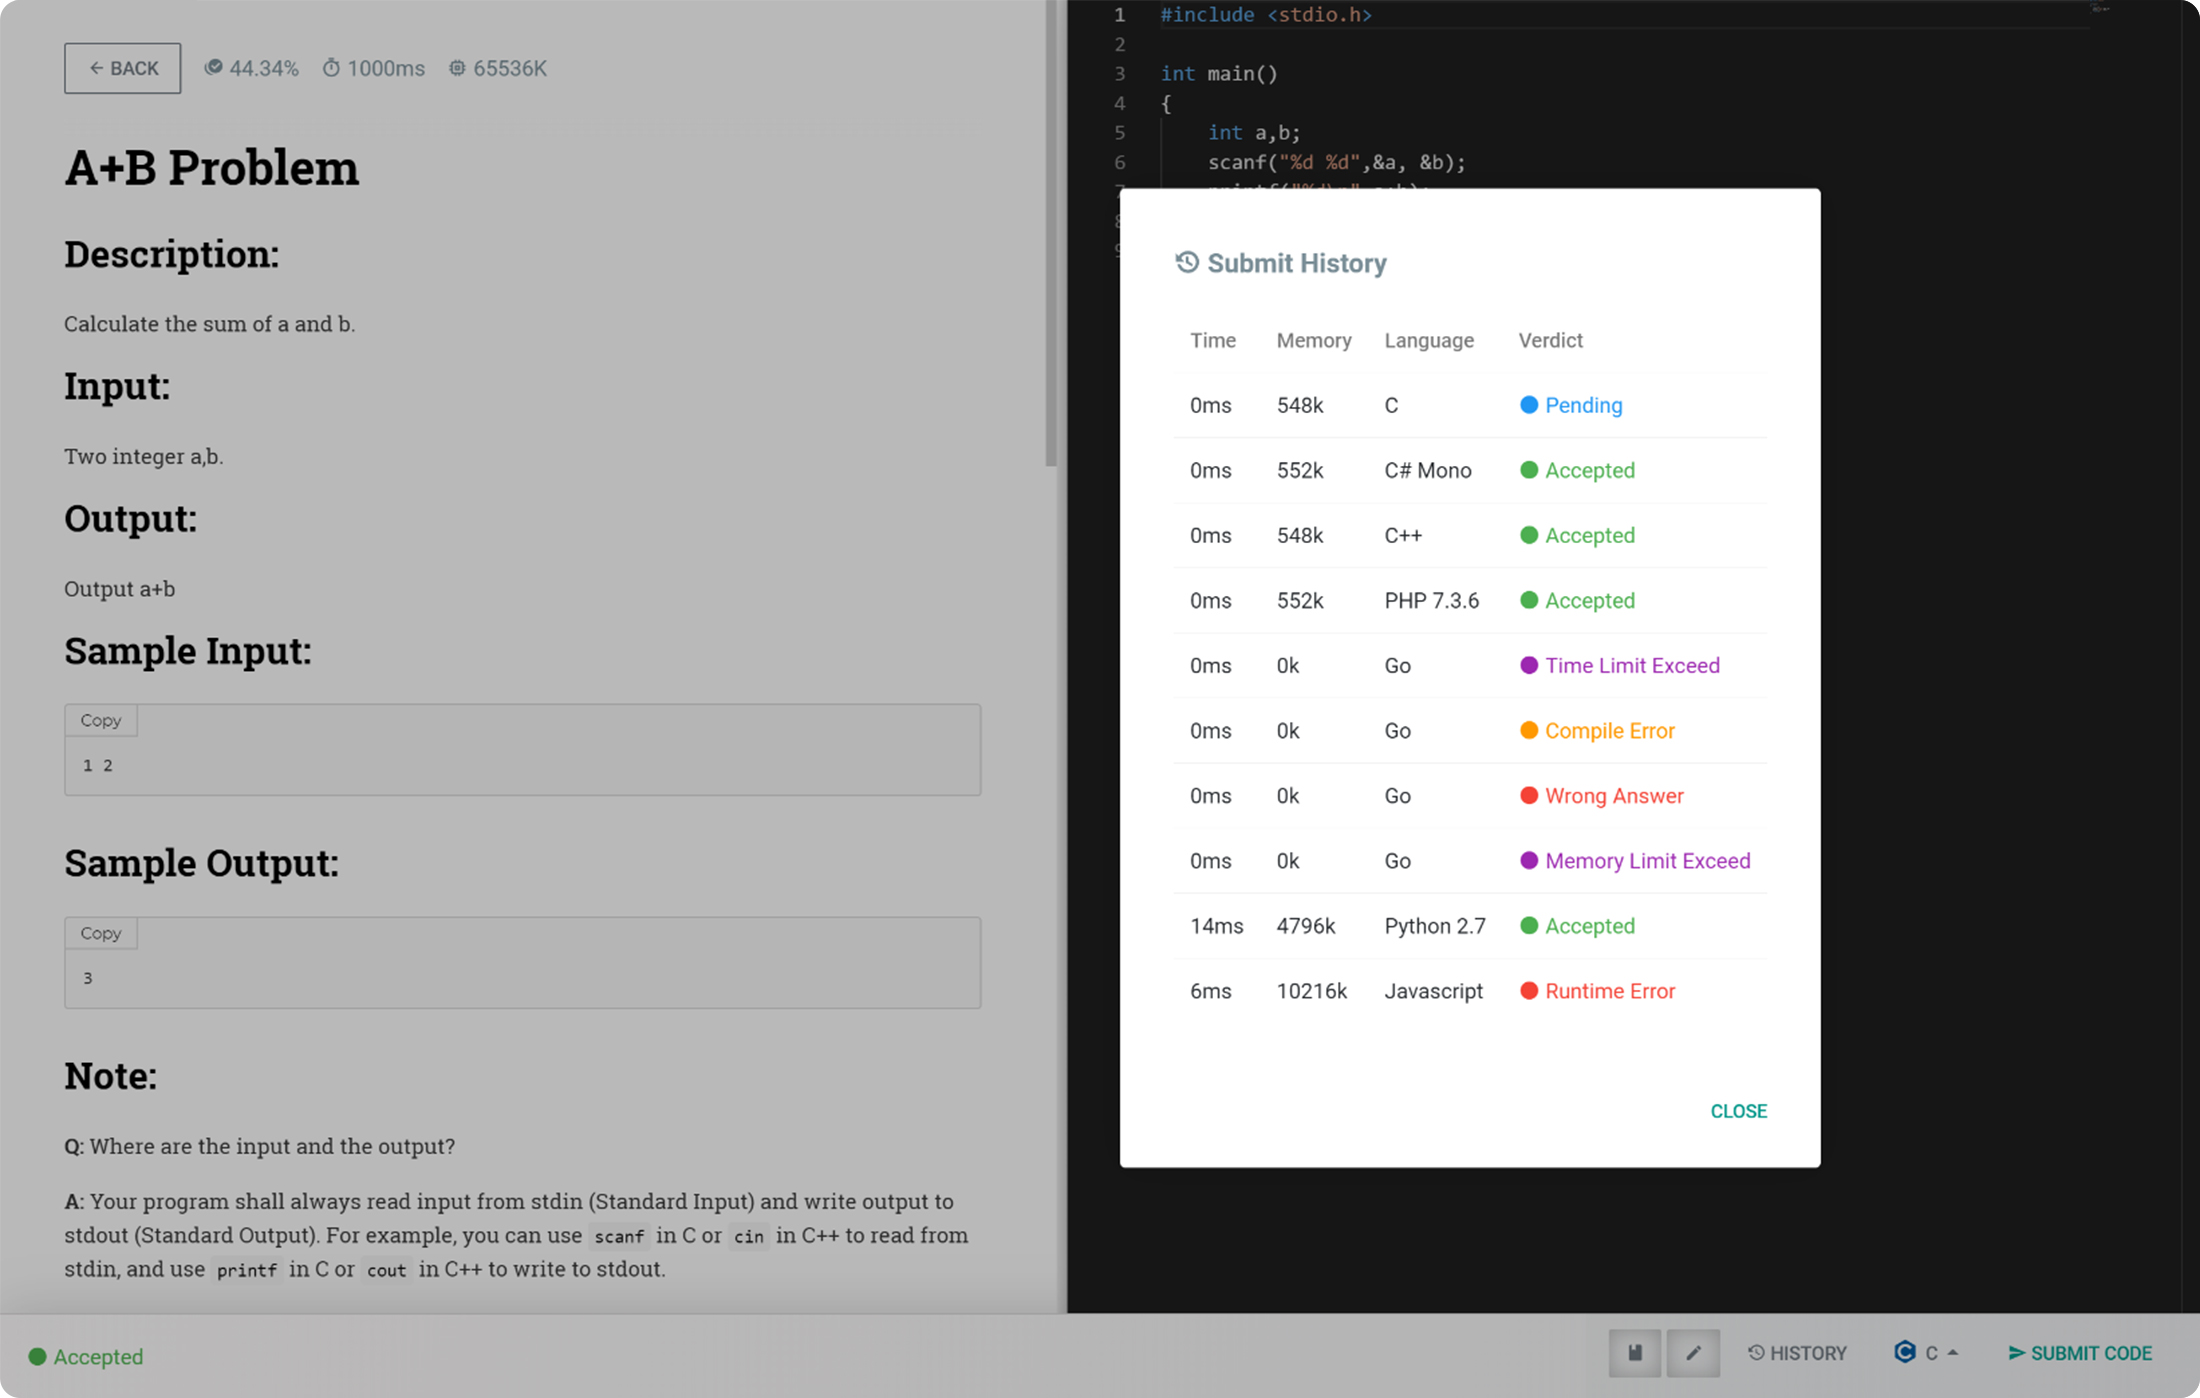 BACK 44.34% 1000ms 65536K
A+B Problem
Description:
Calculate the sum of a and b.
Input:
Two integer a,b.
Output:
Output a+b
Sample Input:
Copy
1 2
Sample Output:
Copy
3
Note:
Q: Where are the input and the output?
A: Your program shall always read input from stdin (Standard Input) and write output to
stdout (Standard Output). For example, you can use scanf in C or cin in C++ to read from
stdin, and use printf in C or cout in C++ to write to stdout.
1 #include <stdio.h>
2
3 int main()
4 {
5 int a,b;
6 scanf("%d %d",&a, &b);
Submit History
Time Memory Language Verdict
0ms 548k C Pending
0ms 552k C# Mono Accepted
0ms 548k C++ Accepted
0ms 552k PHP 7.3.6 Accepted
0ms 0k Go Time Limit Exceed
0ms 0k Go Compile Error
0ms 0k Go Wrong Answer
0ms 0k Go Memory Limit Exceed
14ms 4796k Python 2.7 Accepted
6ms 10216k Javascript Runtime Error
CLOSE
Accepted
HISTORY C C SUBMIT CODE